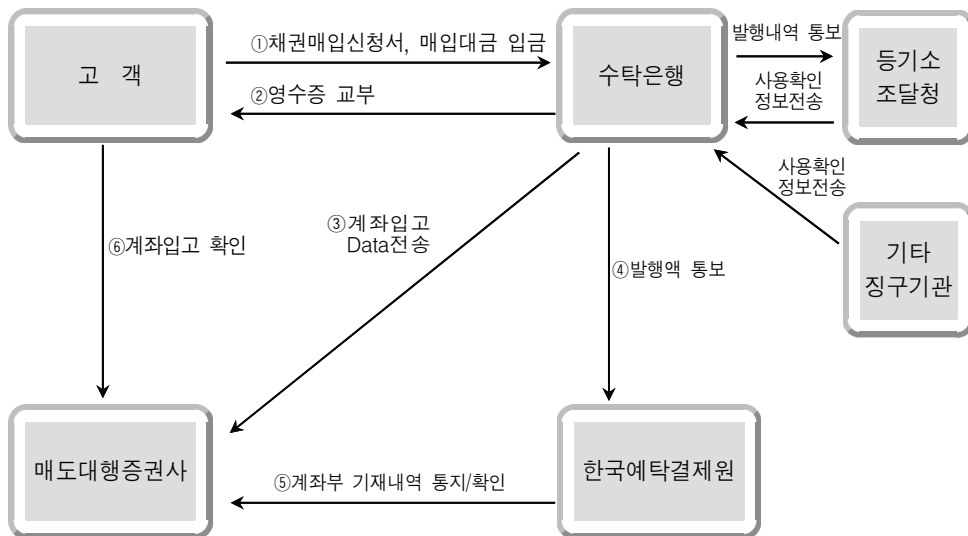 고 객
①채권매입신청서, 매입대금 입금
②영수증 교부
수탁은행
발행내역 통보
사용확인
정보전송
등기소
조달청
사용확인
정보전송
기타
징구기관
③계좌입고
Data전송
④발행액 통보
⑥계좌입고 확인
매도대행증권사
⑤계좌부 기재내역 통지/확인
한국예탁결제원